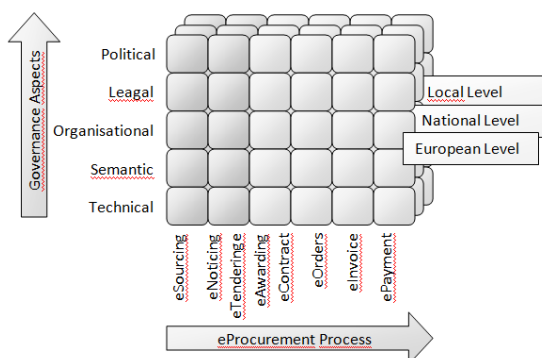 Governance Aspects
Political
Leagal
Organisational
Semantic
Technical
Local Level
National Level
European Level
eSourcing
eNoticing
eTenderinge
eAwarding
eContract
eOrders
eInvoice
ePayment
eProcurement Process